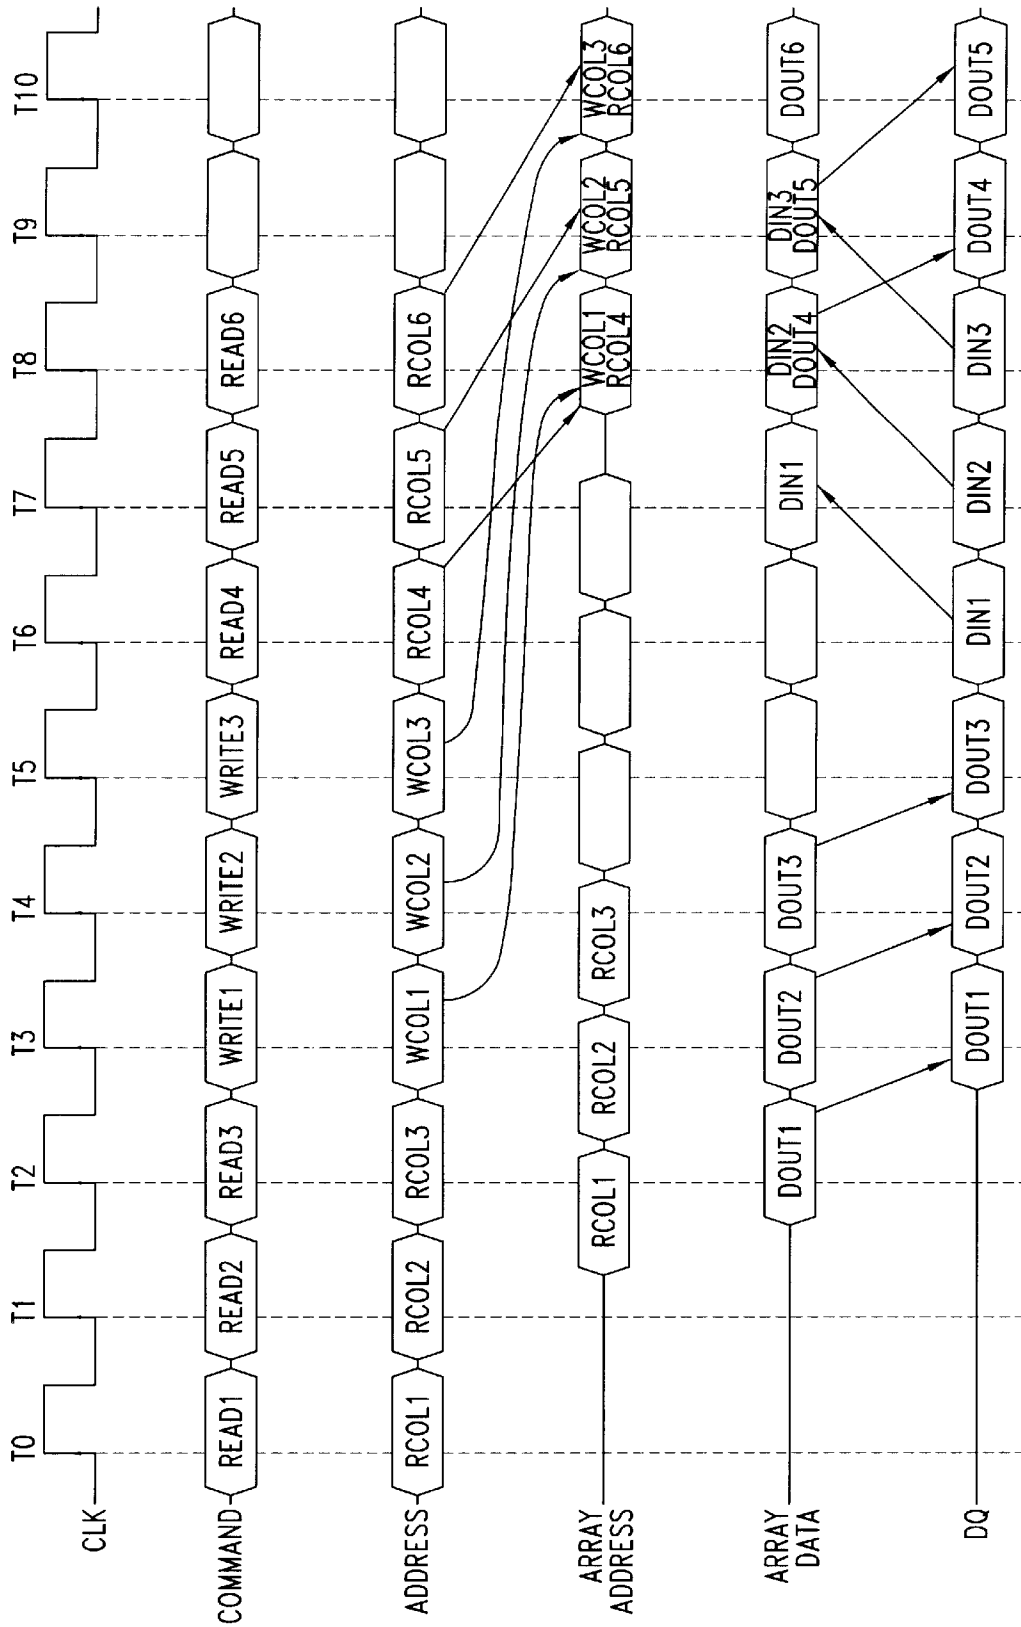 T0 T1 T2 T3 T4 T5 T6 T7 T8 T9 T10
CLK
COMMAND READ1 READ2 READ3 WRITE1 WRITE2 WRITE3 READ4 READ5 READ6
ADDRESS RCOL1 RCOL2 RCOL3 WCOL1 WCOL2 WCOL3 RCOL4 RCOL5 RCOL6
ARRAY WCOL1 WCOL2 WCOL3
ADDRESS RCOL1 RCOL2 RCOL3 RCOL4 RCOL5 RCOL6
ARRAY DIN2 DIN3
DATA DOUT1 DOUT2 DOUT3 DIN1 DOUT4 DOUT5 DOUT6
DQ DOUT1 DOUT2 DOUT3 DIN1 DIN2 DIN3 DOUT4 DOUT5